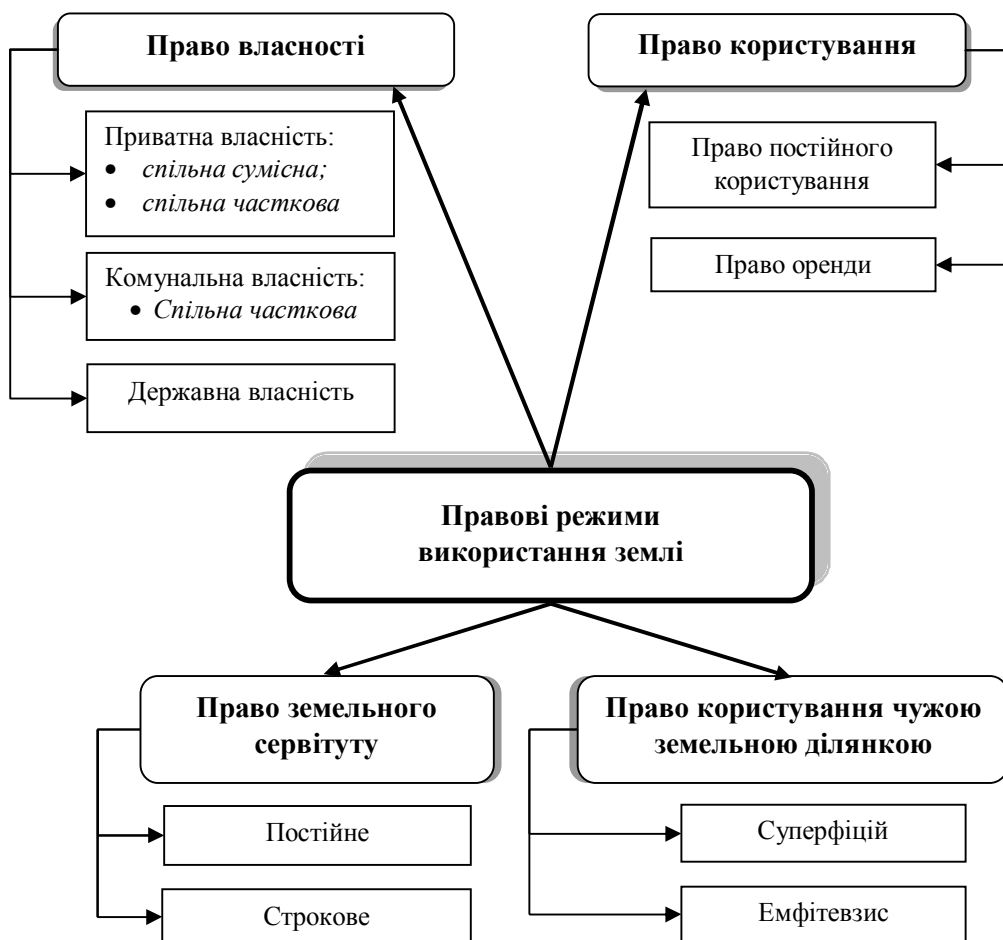 Право власності
Приватна власність:
• спільна сумісна;
• спільна часткова
Комунальна власність:
• Спільна часткова
Державна власність
Право користування
Право постійного
користування
Право оренди
Правові режими
використання землі
Право земельного
сервітуту
Постійне
Строкове
Право користування чужою
земельною ділянкою
Суперфіцій
Емфітевзис